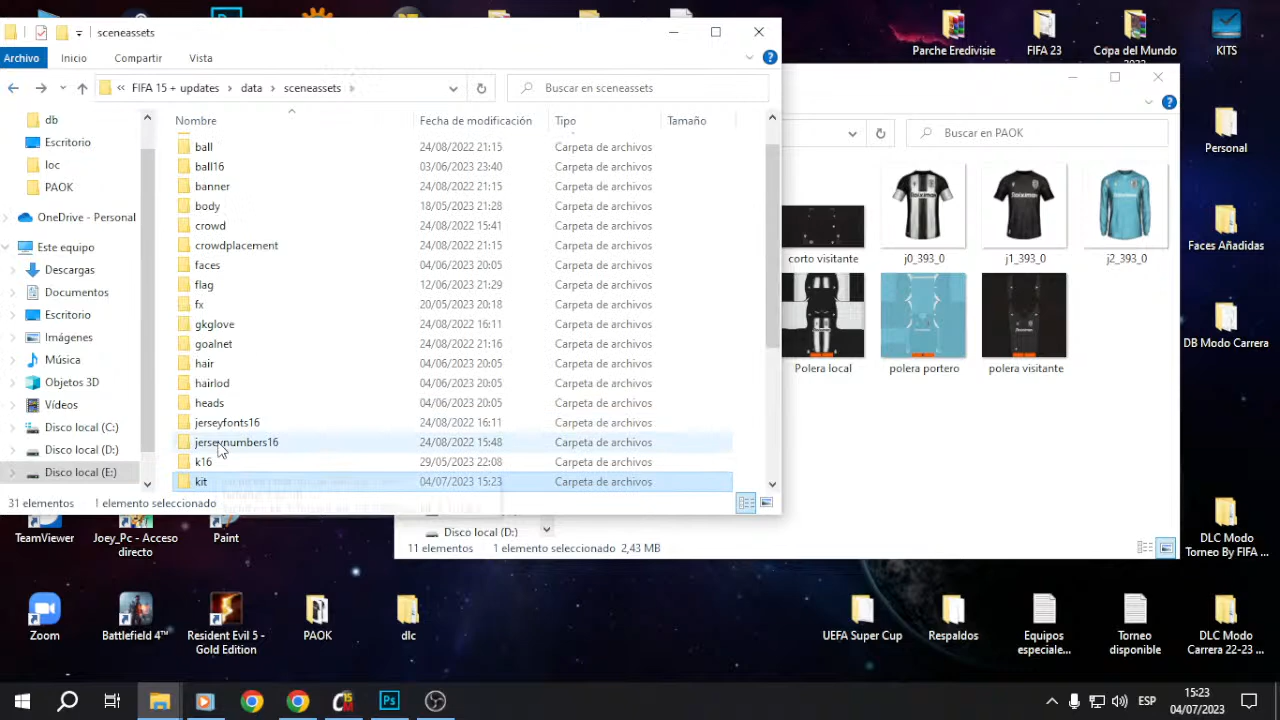 sceneassets
Archivo Inicio Compartir Vista
« FIFA 15 + updates > data > sceneassets >
Buscar en sceneassets
Nombre Fecha de modificación Tipo Tamaño
db
Escritorio
loc
PAOK
OneDrive - Personal
Este equipo
Descargas
Documentos
Escritorio
Imágenes
Música
Objetos 3D
Vídeos
Disco local (C:)
Disco local (D:)
Disco local (E:)
ball 24/08/2022 21:15 Carpeta de archivos
ball16 03/06/2023 23:40 Carpeta de archivos
banner 24/08/2022 21:15 Carpeta de archivos
body 18/05/2023 21:28 Carpeta de archivos
crowd 24/08/2022 15:41 Carpeta de archivos
crowdplacement 24/08/2022 21:15 Carpeta de archivos
faces 04/06/2023 20:05 Carpeta de archivos
flag 12/06/2023 21:29 Carpeta de archivos
fx 20/05/2023 20:18 Carpeta de archivos
gkglove 24/08/2022 16:11 Carpeta de archivos
goalnet 24/08/2022 21:16 Carpeta de archivos
hair 04/06/2023 20:05 Carpeta de archivos
hairlod 04/06/2023 20:05 Carpeta de archivos
heads 04/06/2023 20:05 Carpeta de archivos
jerseyfonts16 24/08/2022 16:11 Carpeta de archivos
jerseynumbers16 24/08/2022 15:48 Carpeta de archivos
k16 29/05/2023 22:08 Carpeta de archivos
kit 04/07/2023 15:23 Carpeta de archivos
31 elementos 1 elemento seleccionado
Buscar en PAOK
corto visitante j0_393_0 j1_393_0 j2_393_0
Polera local polera portero polera visitante
Disco local (D:)
11 elementos 1 elemento seleccionado 2,43 MB
Parche Eredivisie
FIFA 23
Copa del Mundo
KITS
Personal
Faces Añadidas
DB Modo Carrera
DLC Modo
Torneo By FIFA ...
TeamViewer
Joey_Pc - Acceso
directo
Paint
Zoom
Battlefield 4™
Resident Evil 5 -
Gold Edition
PAOK
dlc
UEFA Super Cup
Respaldos
Equipos
especiale...
Torneo
disponible
DLC Modo
Carrera 22-23 ...
Ps
ESP
15:23
04/07/2023